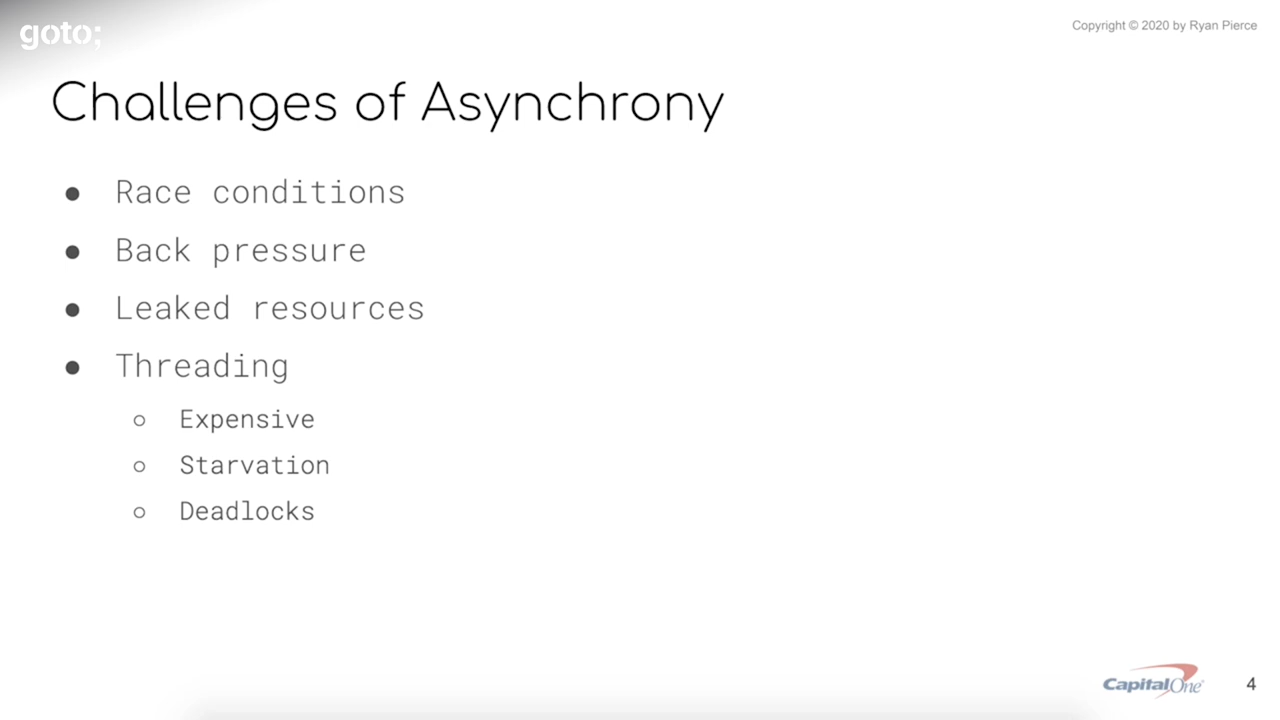 goto;
Copyright © 2020 by Ryan Pierce
Challenges of Asynchrony
● Race conditions
● Back pressure
● Leaked resources
● Threading
○ Expensive
○ Starvation
○ Deadlocks
CapitalOne
4